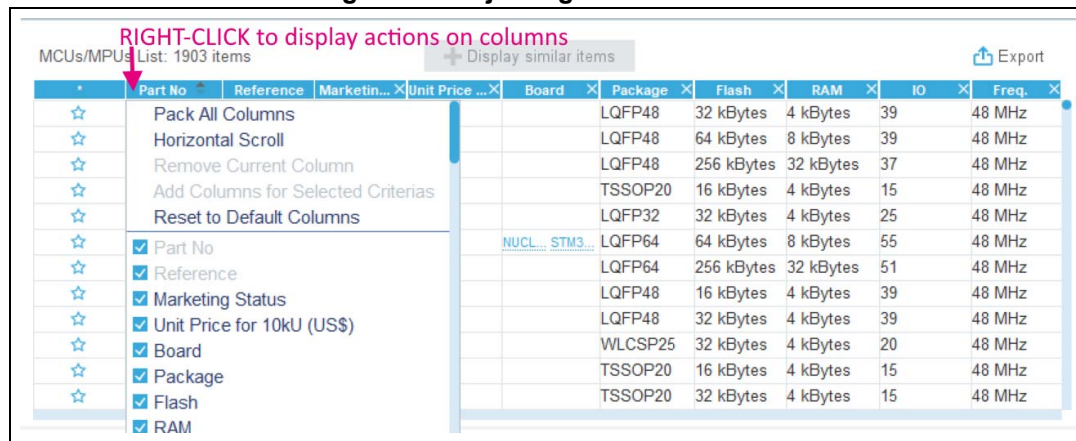 RIGHT-CLICK to display actions on columns
MCUs/MPUs List: 1903 items + Display similar items Export
* Part No Reference Marketin... Unit Price ... Board Package Flash RAM IO Freq.
Pack All Columns LQFP48 32 kBytes 4 kBytes 39 48 MHz
Horizontal Scroll LQFP48 64 kBytes 8 kBytes 39 48 MHz
Remove Current Column LQFP48 256 kBytes 32 kBytes 37 48 MHz
Add Columns for Selected Criterias TSSOP20 16 kBytes 4 kBytes 15 48 MHz
Reset to Default Columns LQFP32 32 kBytes 4 kBytes 25 48 MHz
Part No NUCL... STM3... LQFP64 64 kBytes 8 kBytes 55 48 MHz
Reference LQFP64 256 kBytes 32 kBytes 51 48 MHz
Marketing Status LQFP48 16 kBytes 4 kBytes 39 48 MHz
Unit Price for 10kU (US$) LQFP48 32 kBytes 4 kBytes 39 48 MHz
Board WLCSP25 32 kBytes 4 kBytes 20 48 MHz
Package TSSOP20 16 kBytes 4 kBytes 15 48 MHz
Flash TSSOP20 32 kBytes 4 kBytes 15 48 MHz
RAM